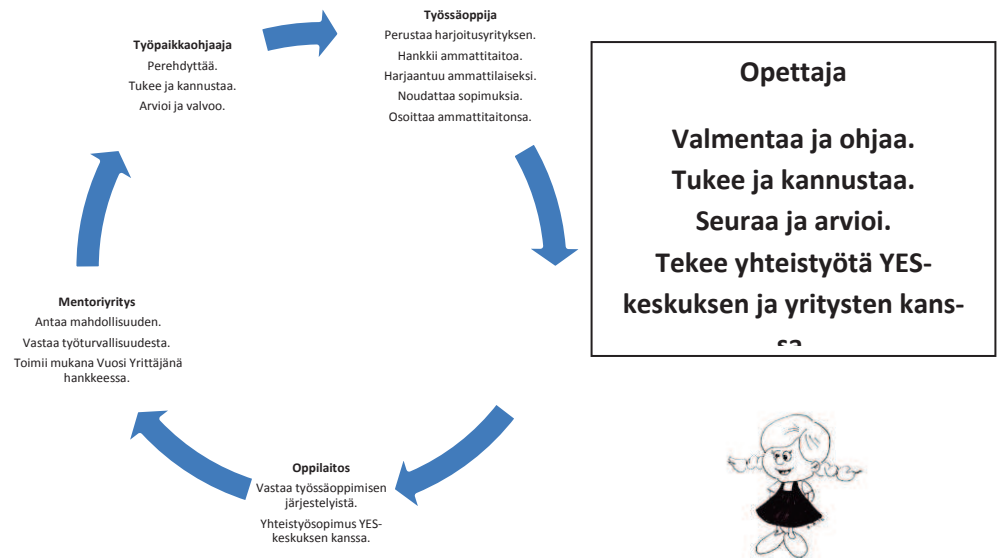 Työssäoppija
Perustaa harjoitusyrityksen.
Hankkii ammattitaitoa.
Harjaantuu ammattilaiseksi.
Noudattaa sopimuksia.
Osoittaa ammattitaitonsa.
Työpaikkaohjaaja
Perehdyttää.
Tukee ja kannustaa.
Arvioi ja valvoo.
Opettaja
Valmentaa ja ohjaa.
Tukee ja kannustaa.
Seuraa ja arvioi.
Tekee yhteistyötä YES-
keskuksen ja yritysten kans-
sa
Mentoriyritys
Antaa mahdollisuuden.
Vastaa työturvallisuudesta.
Toimii mukana Vuosi Yrittäjänä
hankkeessa.
Oppilaitos
Vastaa työssäoppimisen
järjestelyistä.
Yhteistyösopimus YES-
keskuksen kanssa.